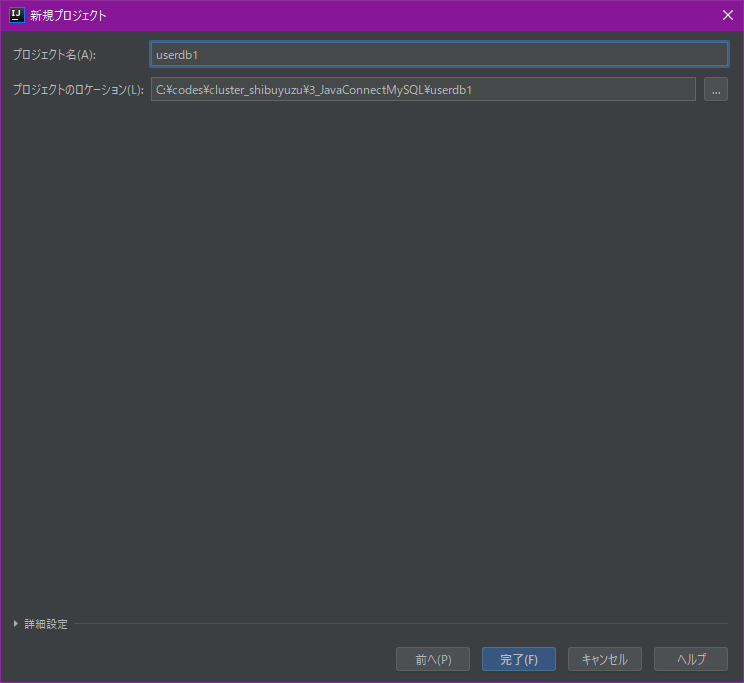 IJ 新規プロジェクト
プロジェクト名(A): userdb1
プロジェクトのロケーション(L): C:¥codes¥cluster_shibuyuzu¥3_JavaConnectMySQL¥userdb1 ...
詳細設定
前へ(P) 完了(F) キャンセル ヘルプ